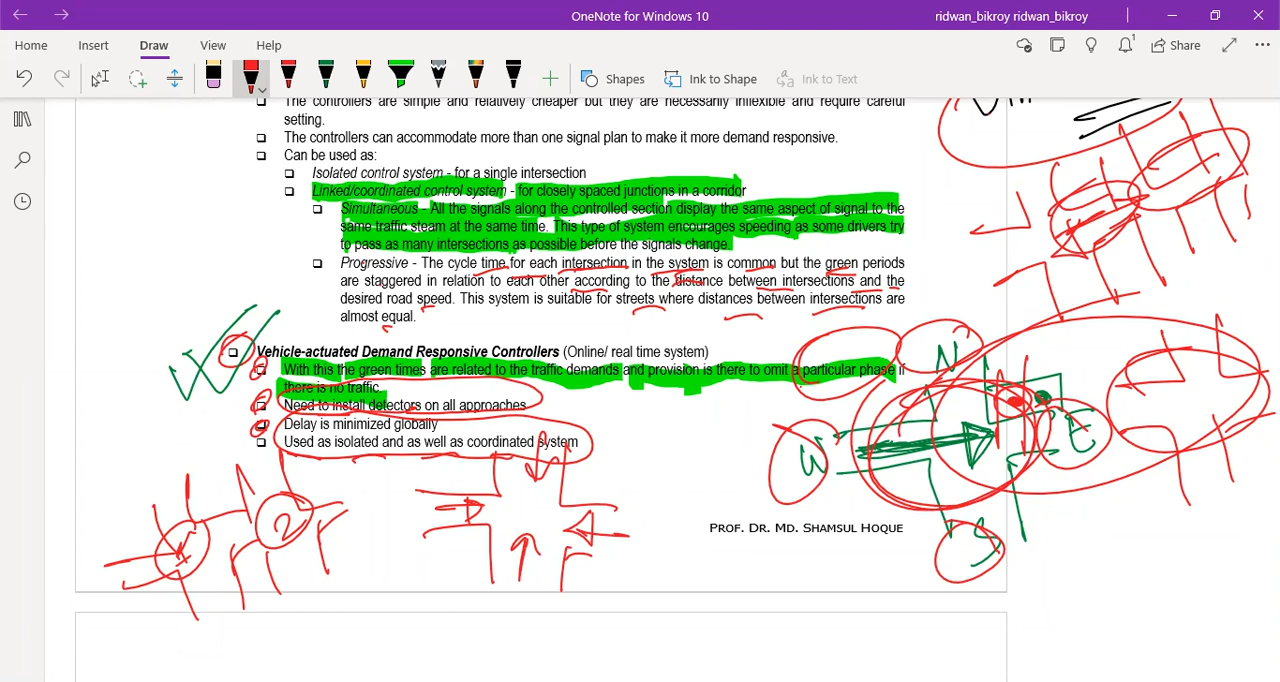 OneNote for Windows 10
ridwan_bikroy ridwan_bikroy
Home Insert Draw View Help
Share
Shapes Ink to Shape Ink to Text
The controllers are simple and relatively cheaper but they are necessarily inflexible and require careful
setting.
The controllers can accommodate more than one signal plan to make it more demand responsive.
Can be used as:
Isolated control system - for a single intersection
Linked/coordinated control system - for closely spaced junctions in a corridor
Simultaneous - All the signals along the controlled section display the same aspect of signal to the
same traffic steam at the same time. This type of system encourages speeding as some drivers try
to pass as many intersections as possible before the signals change.
Progressive - The cycle time for each intersection in the system is common but the green periods
are staggered in relation to each other according to the distance between intersections and the
desired road speed. This system is suitable for streets where distances between intersections are
almost equal.
Vehicle-actuated Demand Responsive Controllers (Online/ real time system)
With this the green times are related to the traffic demands and provision is there to omit a particular phase if
there is no traffic.
Need to install detectors on all approaches
Delay is minimized globally
Used as isolated and as well as coordinated system
N
W
E
S
1
2
PROF. DR. MD. SHAMSUL HOQUE